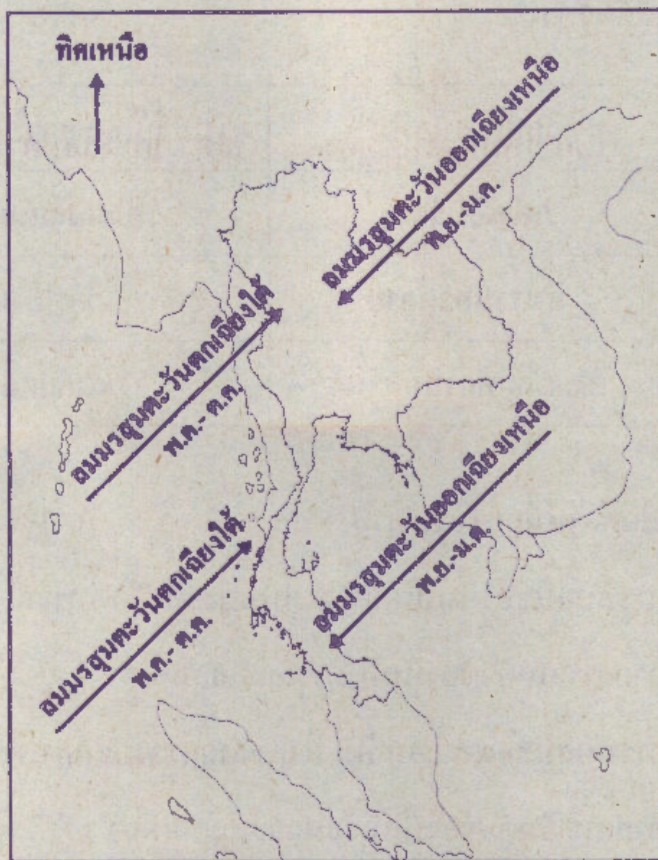 ทิศเหนือ
ลมมรสุมตะวันออกเฉียงเหนือ
พ.ย.-ม.ค.
ลมมรสุมตะวันตกเฉียงใต้
พ.ค.- ต.ค.
ลมมรสุมตะวันออกเฉียงเหนือ
พ.ย.-ม.ค.
ลมมรสุมตะวันตกเฉียงใต้
พ.ค.- ต.ค.